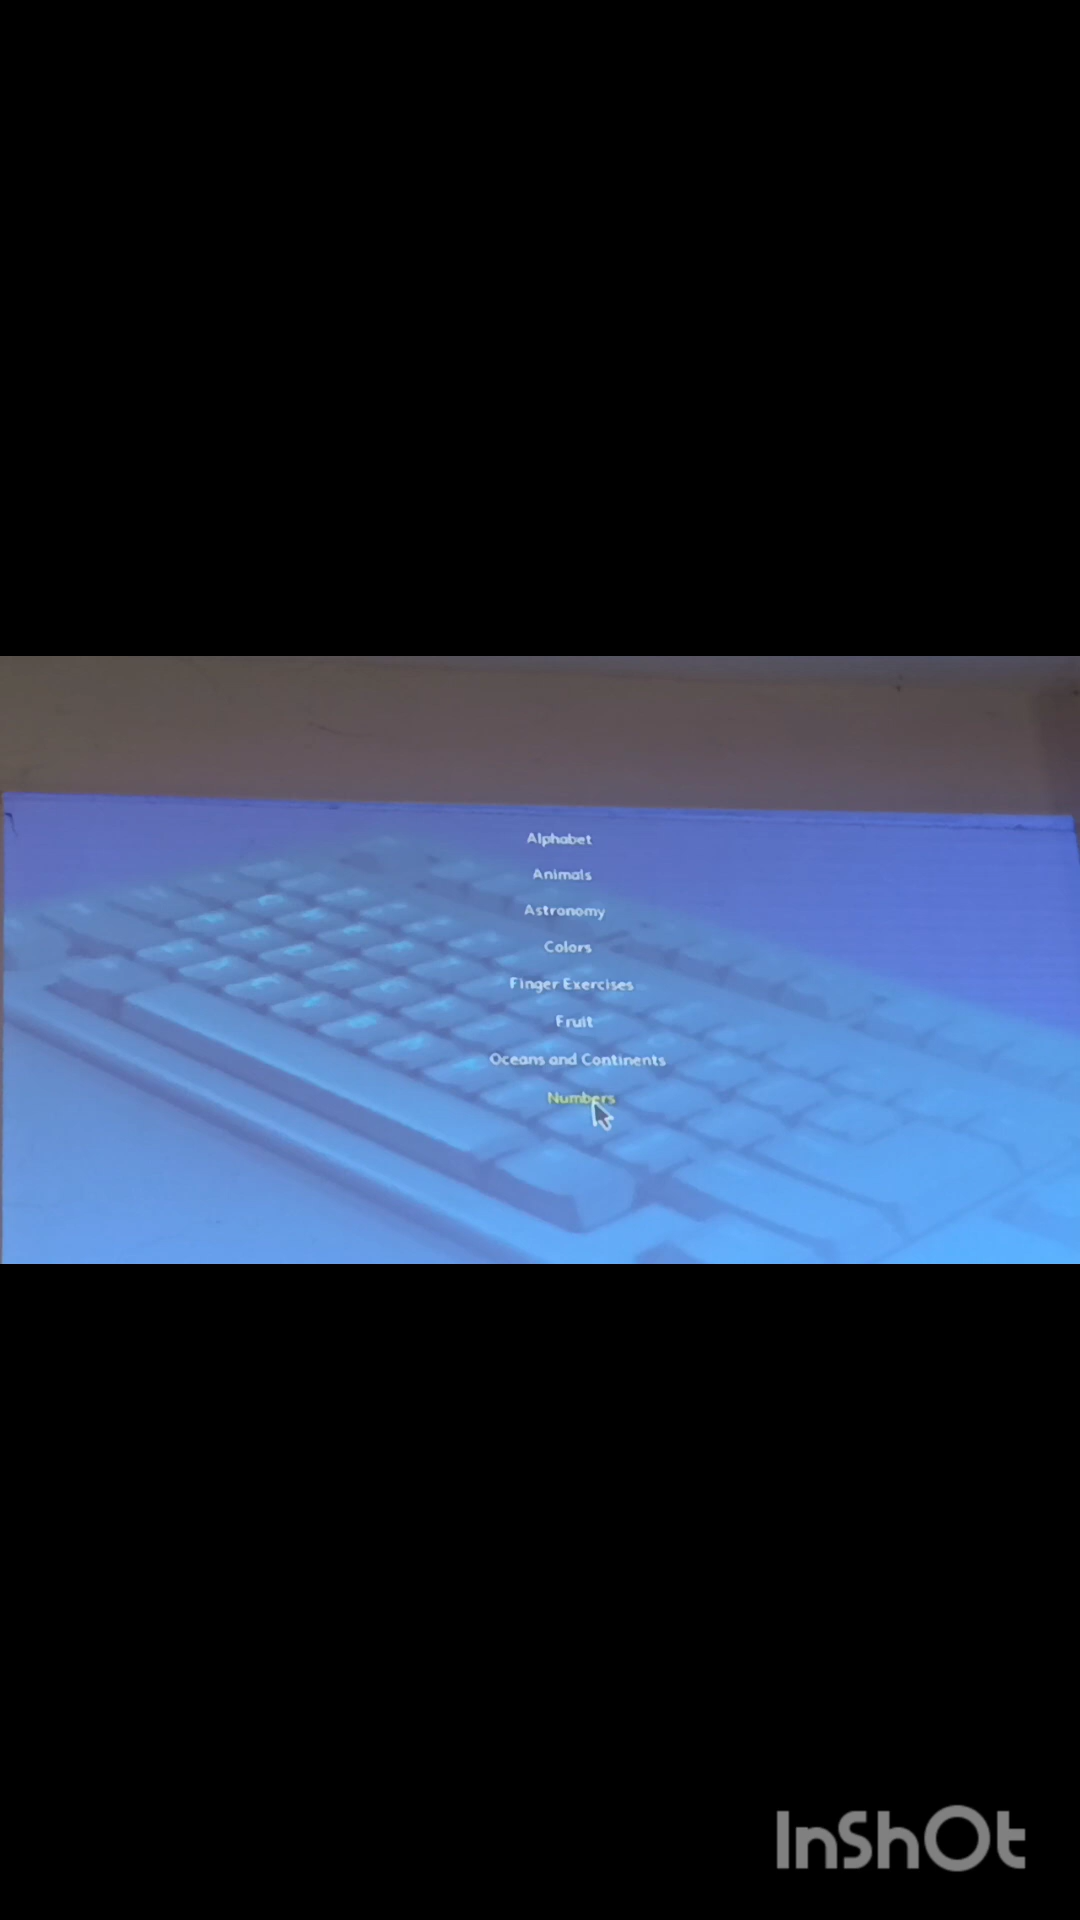 Alphabet
Animals
Astronomy
Colors
Finger Exercises
Fruit
Oceans and Continents
Numbers
InShOt